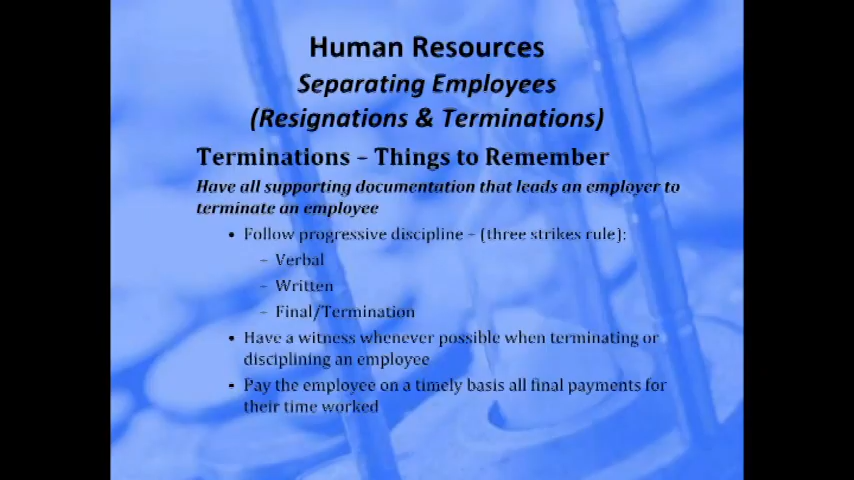 Human Resources
Separating Employees
(Resignations & Terminations)
Terminations – Things to Remember
Have all supporting documentation that leads an employer to
terminate an employee
• Follow progressive discipline – (three strikes rule):
– Verbal
– Written
– Final/Termination
• Have a witness whenever possible when terminating or
disciplining an employee
• Pay the employee on a timely basis all final payments for
their time worked